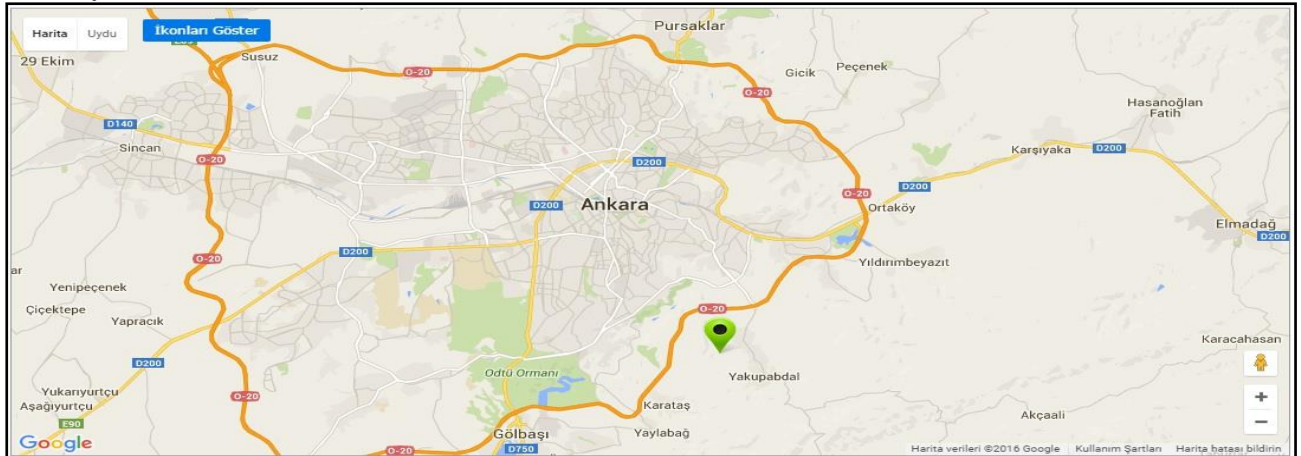 Harita
Uydu
İkonları Göster
Pursaklar
29 Ekim
Susuz
O-20
Gicik
Peçenek
O-20
Hasanoğlan
Fatih
D140
Sincan
O-20
D200
Karşıyaka
D200
D200
O-20
D200
Ankara
Ortaköy
Elmadağ
D200
D200
O-20
Yıldırımbeyazıt
ar
Yenipeçenek
Çiçektepe
Yapracık
O-20
Karacahasan
D200
Odtü Ormanı
Yakupabdal
Yukarıyurtçu
Aşağıyurtçu
O-20
Karataş
Akçaali
E90
Google
Gölbaşı
Yaylabağ
O-20
D750
Harita verileri ©2016 Google
Kullanım Şartları
Harita hatası bildirin